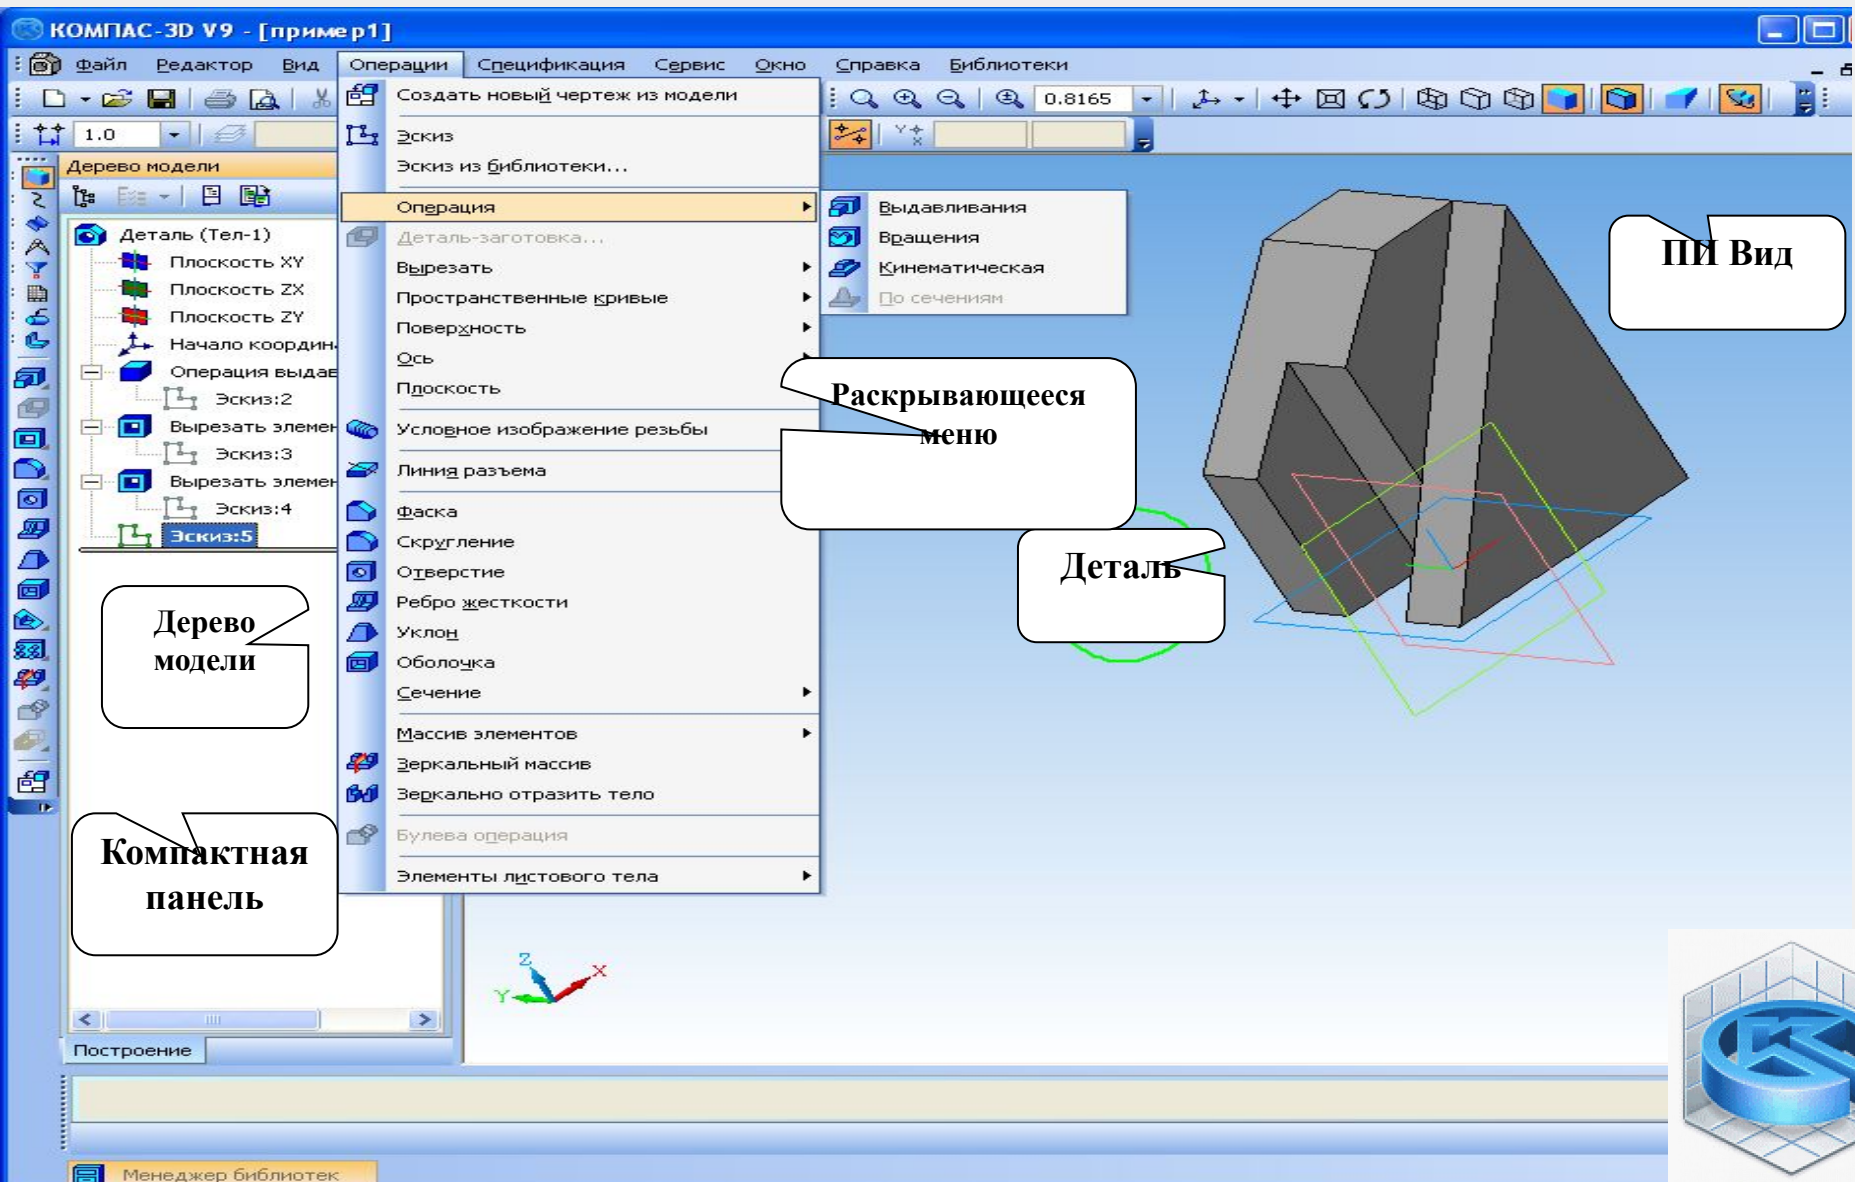 КОМПАС-3D V9 - [пример1]
Файл Редактор Вид Операции Спецификация Сервис Окно Справка Библиотеки
0.8165
1.0
Дерево модели
Деталь (Тел-1)
Плоскость XY
Плоскость ZX
Плоскость ZY
Начало координ
Операция выдав
Эскиз:2
Вырезать элемен
Эскиз:3
Вырезать элемен
Эскиз:4
Эскиз:5
Дерево
модели
Компактная
панель
Построение
Менеджер библиотек
Создать новый чертеж из модели
Эскиз
Эскиз из библиотеки...
Операция
Деталь-заготовка...
Вырезать
Пространственные кривые
Поверхность
Ось
Плоскость
Условное изображение резьбы
Линия разъема
Фаска
Скругление
Отверстие
Ребро жесткости
Уклон
Оболочка
Сечение
Массив элементов
Зеркальный массив
Зеркально отразить тело
Булева операция
Элементы листового тела
Выдавливания
Вращения
Кинематическая
По сечениям
Раскрывающееся
меню
Деталь
ПИ Вид
Y
X
Z
X
Y